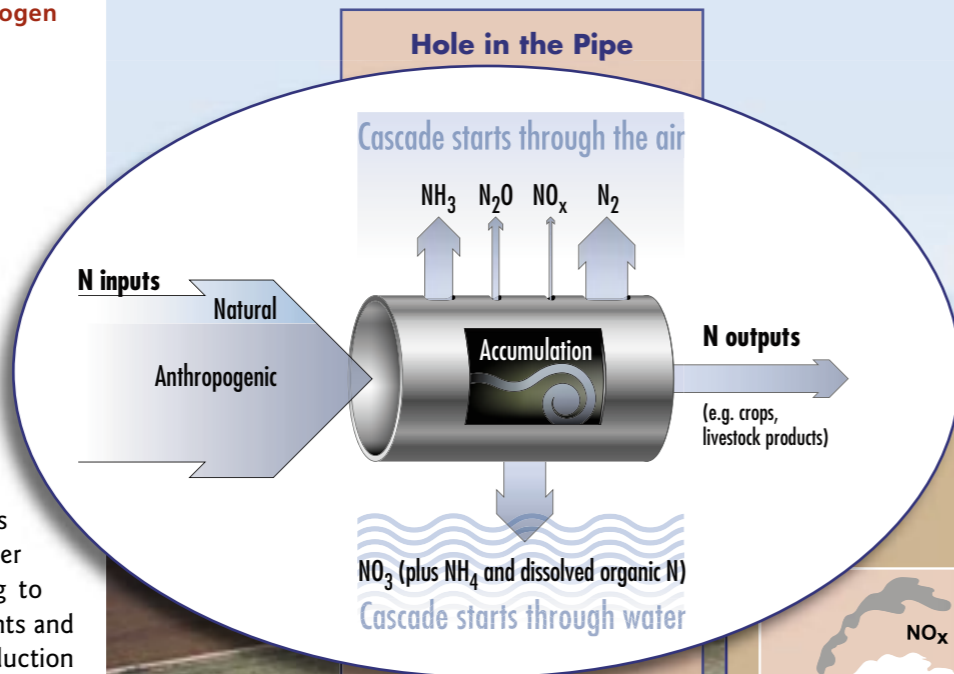 Hole in the Pipe
Cascade starts through the air
NH3 N2O NOx N2
N inputs
Natural
Anthropogenic
Accumulation
N outputs
(e.g. crops,
livestock products)
NO3 (plus NH4 and dissolved organic N)
Cascade starts through water
ogen
s
er
g to
nts and
duction
NOx